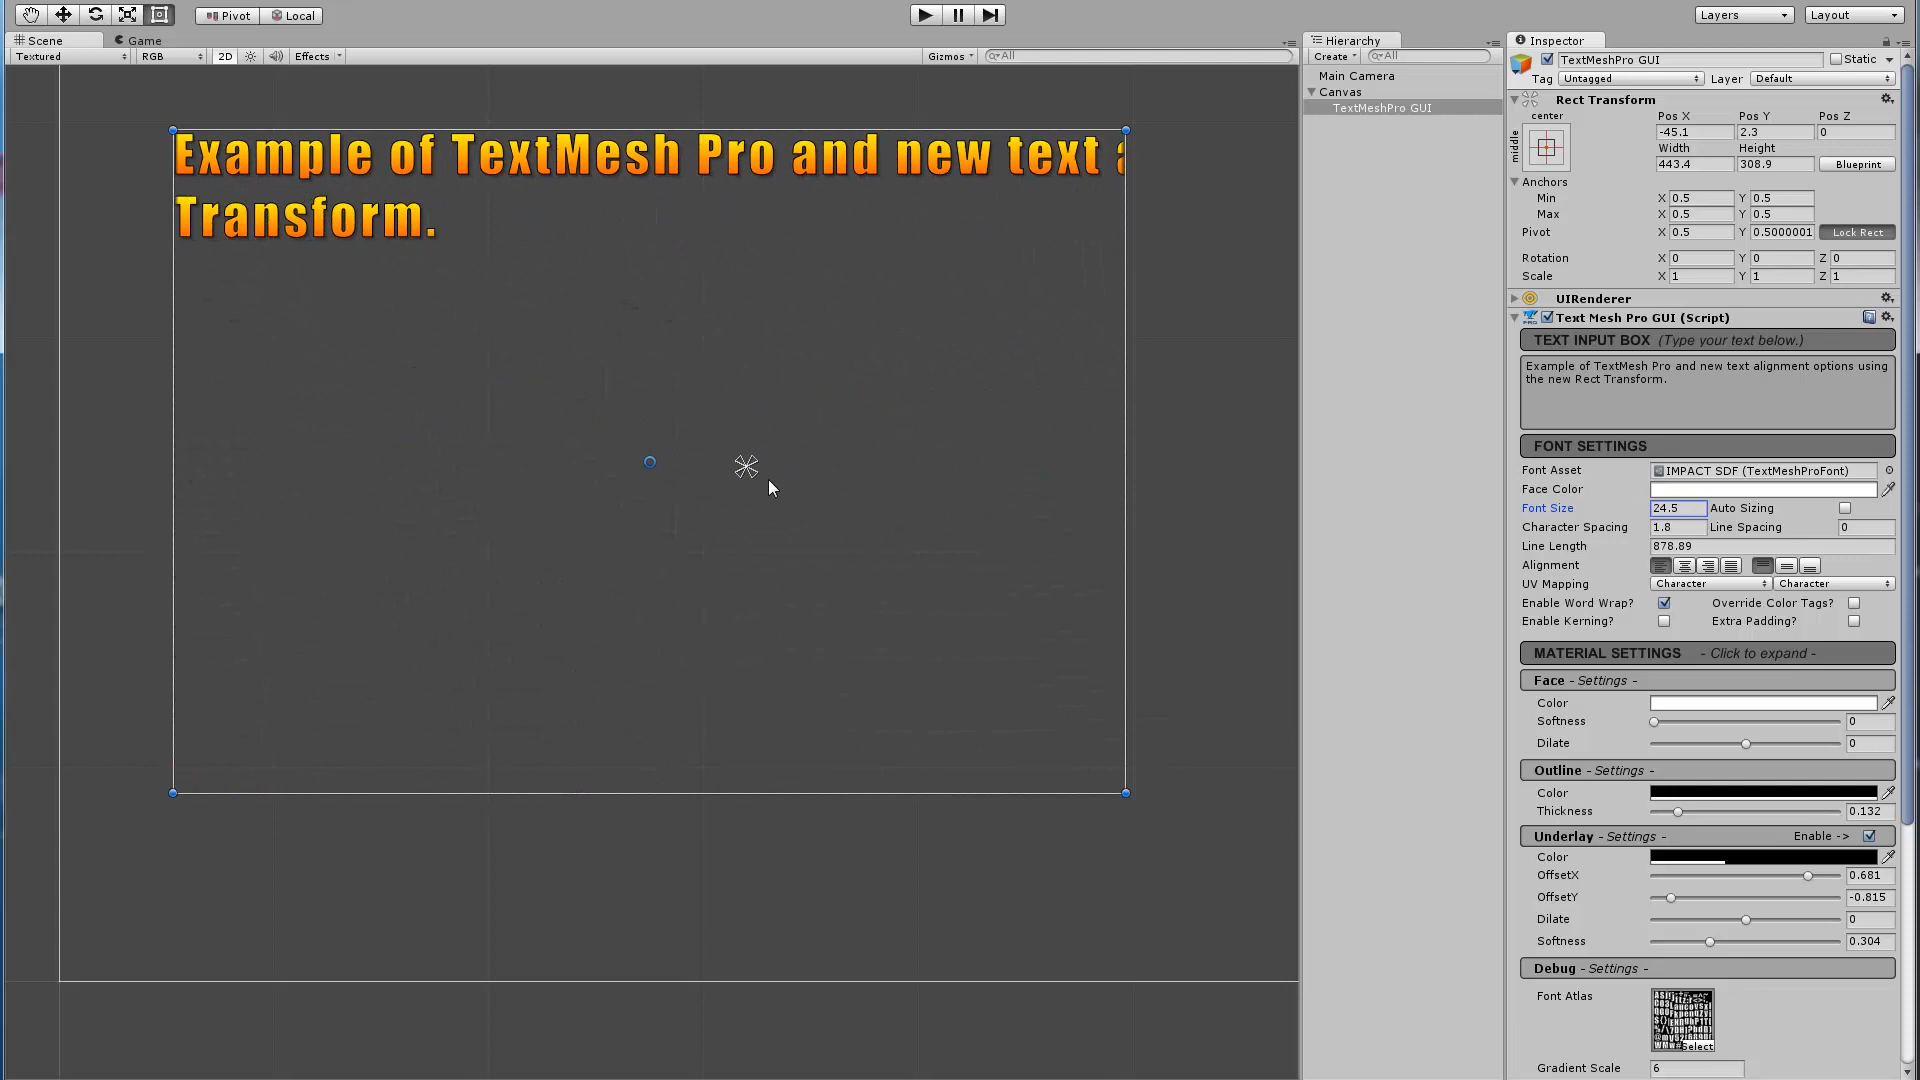 Pivot
Local
Layers
Layout
Scene
Game
Hierarchy
Inspector
Textured
RGB
2D
Effects
Gizmos
All
Create
All
Main Camera
Canvas
TextMeshPro GUI
Example of TextMesh Pro and new text a
Transform.
TextMeshPro GUI
Static
Tag
Untagged
Layer
Default
Rect Transform
center
middle
Pos X
Pos Y
Pos Z
-45.1
2.3
0
Width
Height
443.4
308.9
Blueprint
Anchors
Min
X 0.5
Y 0.5
Max
X 0.5
Y 0.5
Pivot
X 0.5
Y 0.5000001
Lock Rect
Rotation
X 0
Y 0
Z 0
Scale
X 1
Y 1
Z 1
UIRenderer
Text Mesh Pro GUI (Script)
TEXT INPUT BOX (Type your text below.)
Example of TextMesh Pro and new text alignment options using
the new Rect Transform.
FONT SETTINGS
Font Asset
IMPACT SDF (TextMeshProFont)
Face Color
Font Size
24.5
Auto Sizing
Character Spacing
1.8
Line Spacing
0
Line Length
878.89
Alignment
UV Mapping
Character
Character
Enable Word Wrap?
Override Color Tags?
Enable Kerning?
Extra Padding?
MATERIAL SETTINGS - Click to expand -
Face - Settings -
Color
Softness
0
Dilate
0
Outline - Settings -
Color
Thickness
0.132
Underlay - Settings -
Enable ->
Color
OffsetX
0.681
OffsetY
-0.815
Dilate
0
Softness
0.304
Debug - Settings -
Font Atlas
Select
Gradient Scale
6